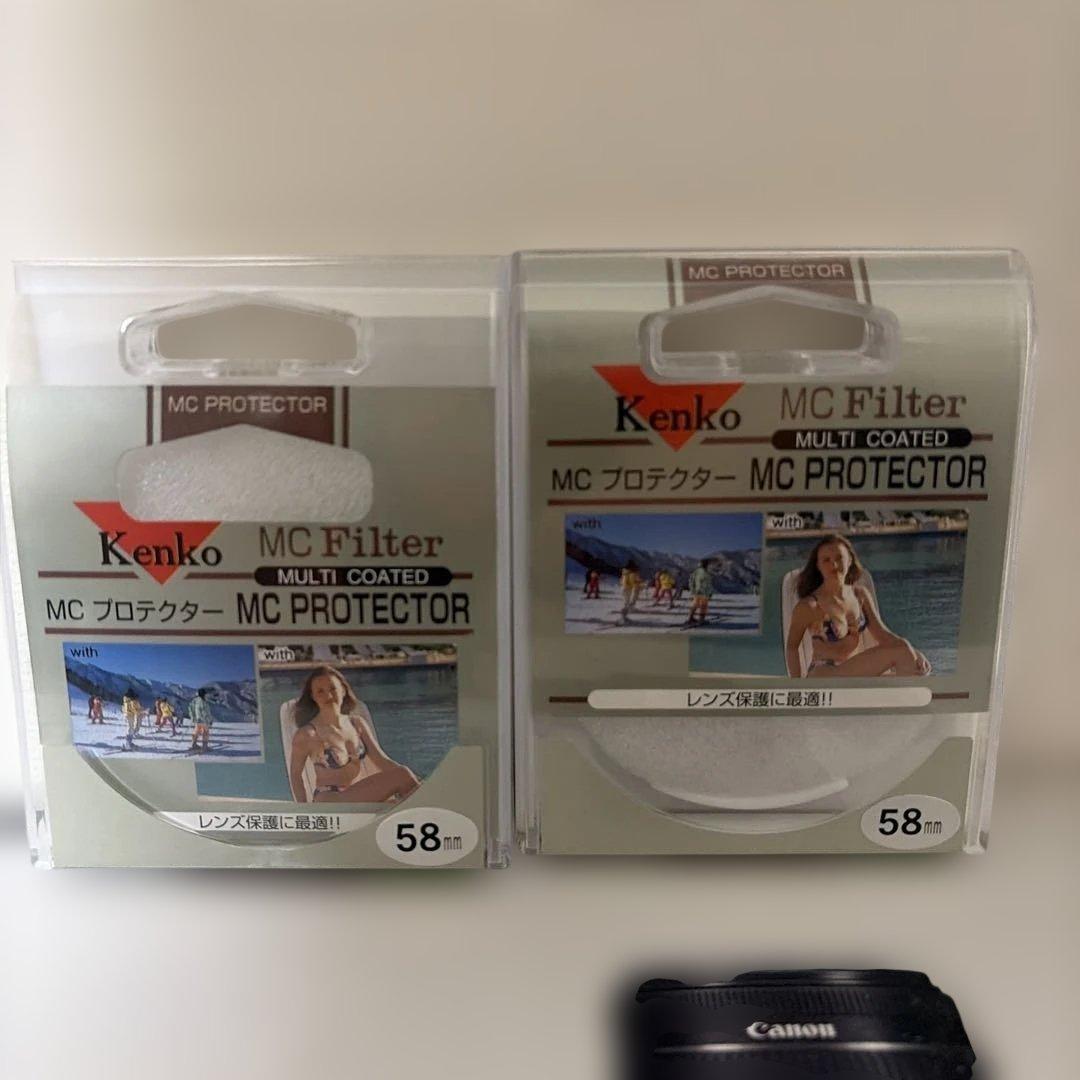 MC PROTECTOR
Kenko
MC Filter
MULTI COATED
MC プロテクター MC PROTECTOR
with
with
レンズ保護に最適!!
58mm
MC PROTECTOR
Kenko
MC Filter
MULTI COATED
MC プロテクター MC PROTECTOR
with
with
レンズ保護に最適!!
58mm
Canon